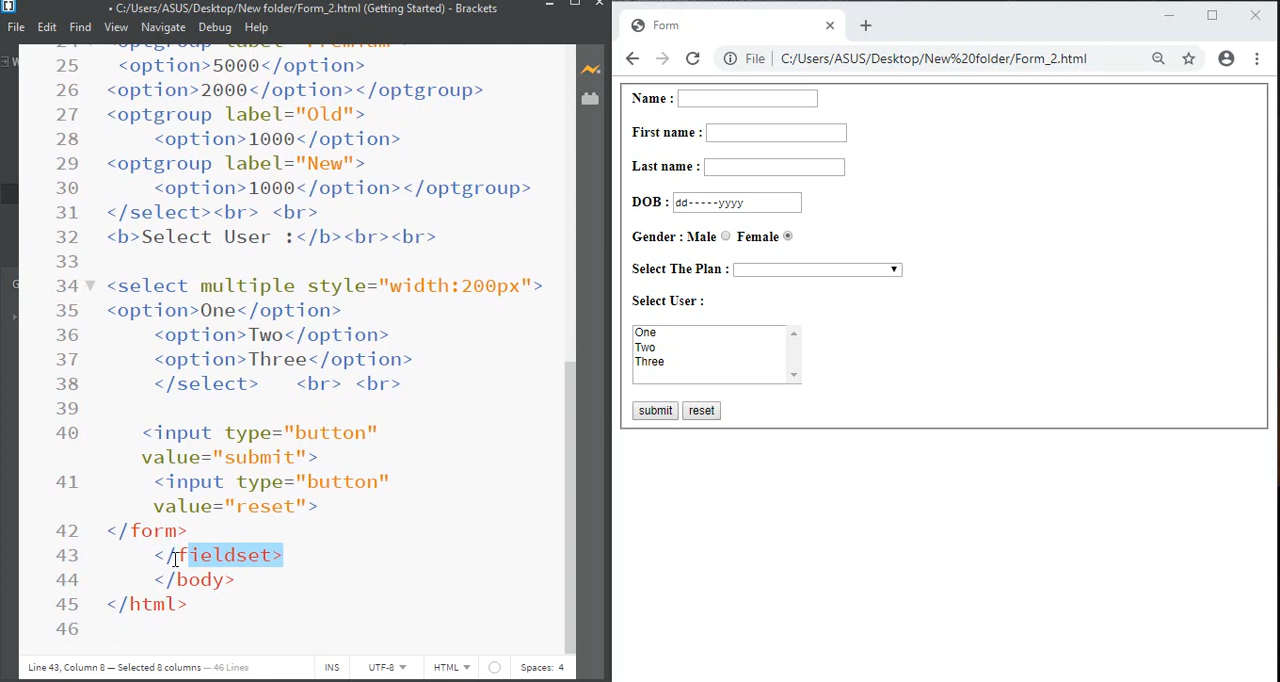 • C:/Users/ASUS/Desktop/New folder/Form_2.html (Getting Started) - Brackets
File Edit Find View Navigate Debug Help
24 <optgroup label="Premium">
25 <option>5000</option>
26 <option>2000</option></optgroup>
27 <optgroup label="Old">
28 <option>1000</option>
29 <optgroup label="New">
30 <option>1000</option></optgroup>
31 </select><br> <br>
32 <b>Select User :</b><br><br>
33
34 <select multiple style="width:200px">
35 <option>One</option>
36 <option>Two</option>
37 <option>Three</option>
38 </select> <br> <br>
39
40 <input type="button"
value="submit">
41 <input type="button"
value="reset">
42 </form>
43 </fieldset>
44 </body>
45 </html>
46
Line 43, Column 8 — Selected 8 columns — 46 Lines INS UTF-8 HTML Spaces: 4
Form
File C:/Users/ASUS/Desktop/New%20folder/Form_2.html
Name :
First name :
Last name :
DOB : dd-----yyyy
Gender : Male Female
Select The Plan :
Select User :
One
Two
Three
submit reset